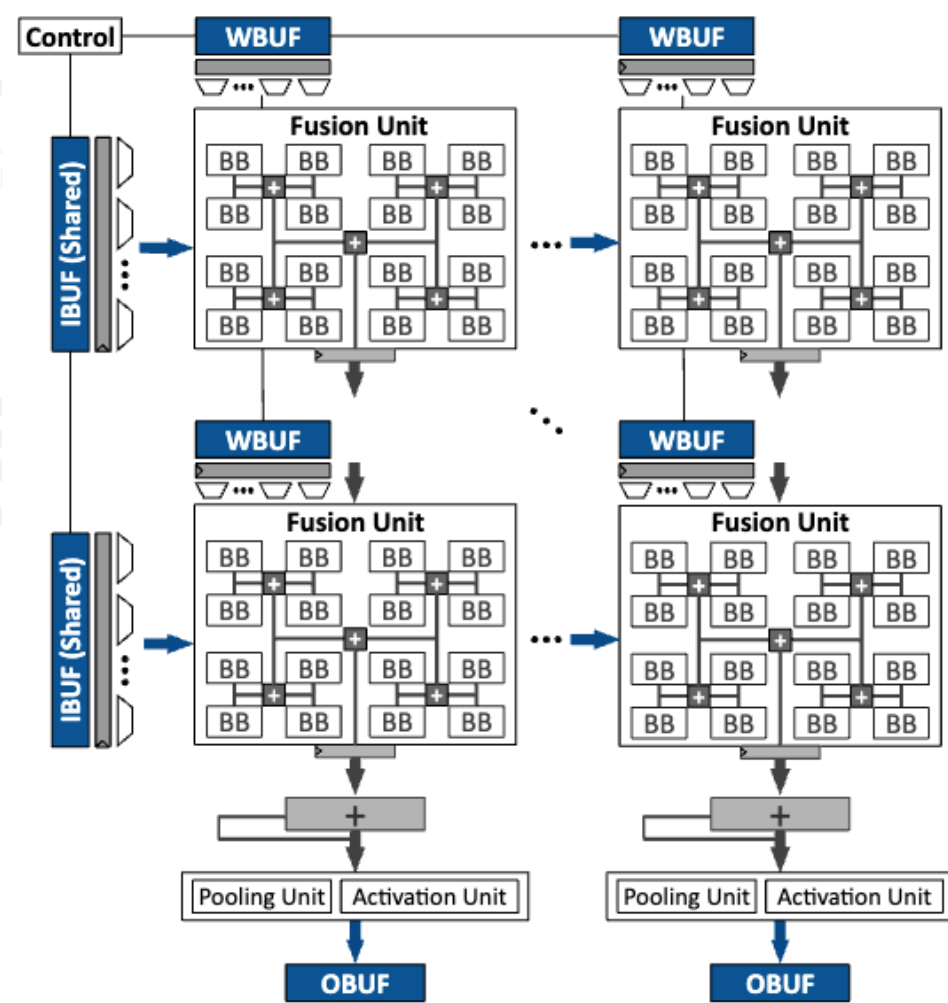 Control WBUF WBUF
Fusion Unit Fusion Unit
BB BB BB BB BB BB BB BB
+ + + +
BB BB BB BB BB BB BB BB
IBUF (Shared)
+ ... +
BB BB BB BB BB BB BB BB
+ + + +
BB BB BB BB BB BB BB BB
WBUF WBUF
Fusion Unit Fusion Unit
BB BB BB BB BB BB BB BB
+ + + +
BB BB BB BB BB BB BB BB
IBUF (Shared)
+ ... +
BB BB BB BB BB BB BB BB
+ + + +
BB BB BB BB BB BB BB BB
+ +
Pooling Unit Activation Unit Pooling Unit Activation Unit
OBUF OBUF